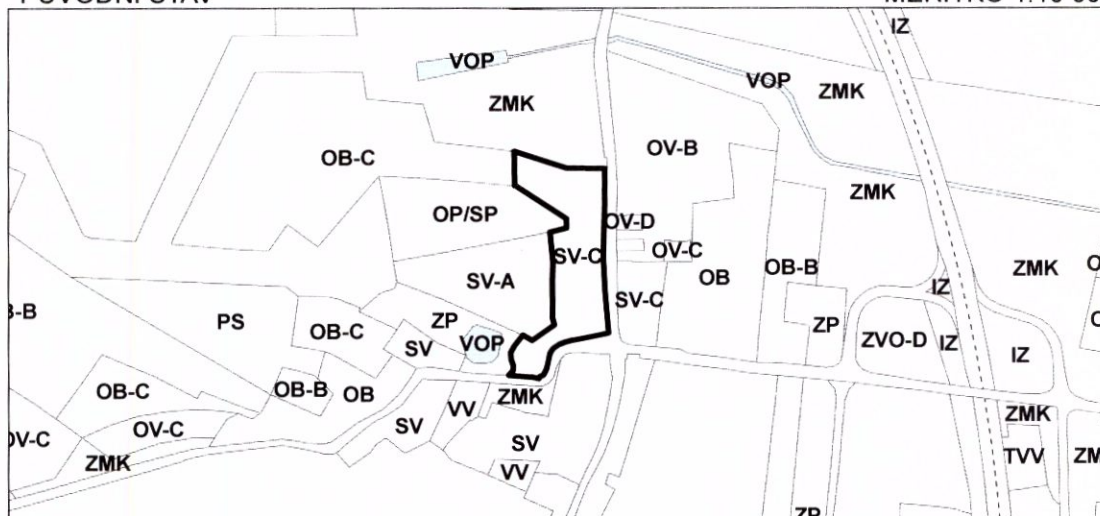 IZ
VOP
VOP
ZMK
ZMK
OV-B
OB-C
ZMK
OP/SP
OV-D
OV-C
SV-C
ZMK
OB-B
OB
SV-A
IZ
SV-C
PS
ZP
OB-C
ZP
VOP
SV
ZVO-D
IZ
IZ
OB-C
OB-B
OB
ZMK
VV
ZMK
OV-C
SV
SV
ZMK
VV
TVV